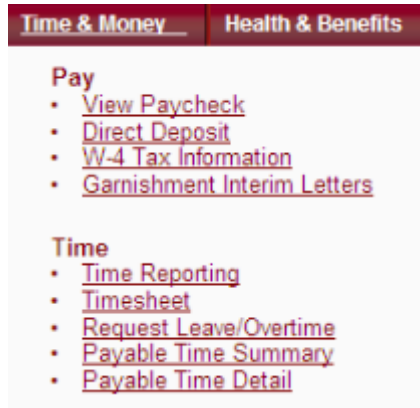 Time & Money Health & Benefits
Pay
• View Paycheck
• Direct Deposit
• W-4 Tax Information
• Garnishment Interim Letters
Time
• Time Reporting
• Timesheet
• Request Leave/Overtime
• Payable Time Summary
• Payable Time Detail